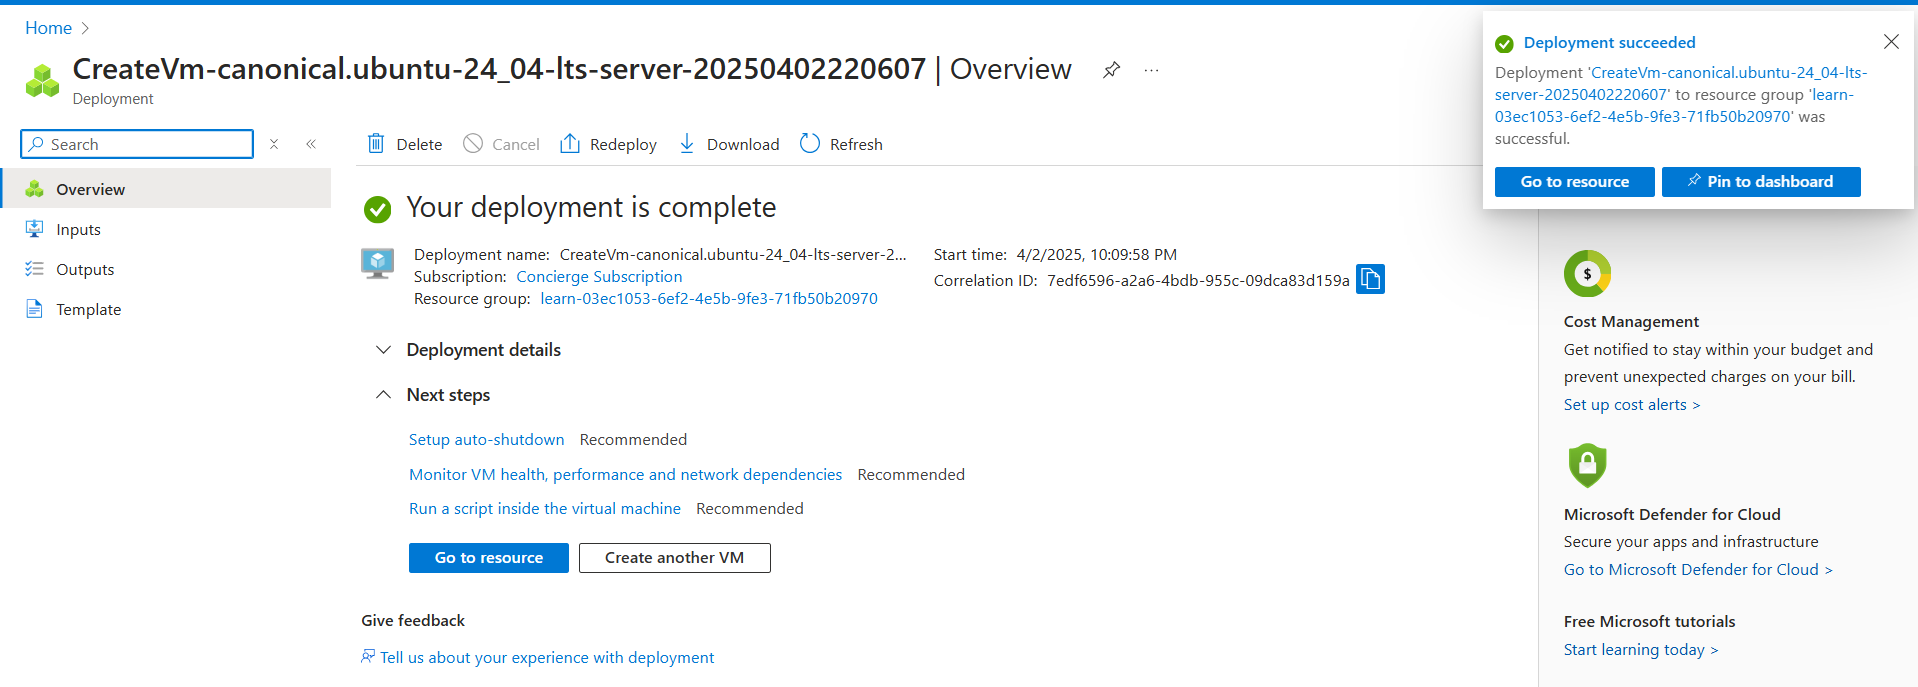 Home
CreateVm-canonical.ubuntu-24_04-lts-server-20250402220607 | Overview
Deployment
Search
Overview
Inputs
Outputs
Template
Delete
Cancel
Redeploy
Download
Refresh
Your deployment is complete
Deployment name: CreateVm-canonical.ubuntu-24_04-lts-server-2...
Subscription: Concierge Subscription
Resource group: learn-03ec1053-6ef2-4e5b-9fe3-71fb50b20970
Start time: 4/2/2025, 10:09:58 PM
Correlation ID: 7edf6596-a2a6-4bdb-955c-09dca83d159a
Deployment details
Next steps
Setup auto-shutdown Recommended
Monitor VM health, performance and network dependencies Recommended
Run a script inside the virtual machine Recommended
Go to resource
Create another VM
Give feedback
Tell us about your experience with deployment
Deployment succeeded
Deployment 'CreateVm-canonical.ubuntu-24_04-lts-
server-20250402220607' to resource group 'learn-
03ec1053-6ef2-4e5b-9fe3-71fb50b20970' was
successful.
Go to resource
Pin to dashboard
$
Cost Management
Get notified to stay within your budget and
prevent unexpected charges on your bill.
Set up cost alerts >
Microsoft Defender for Cloud
Secure your apps and infrastructure
Go to Microsoft Defender for Cloud >
Free Microsoft tutorials
Start learning today >